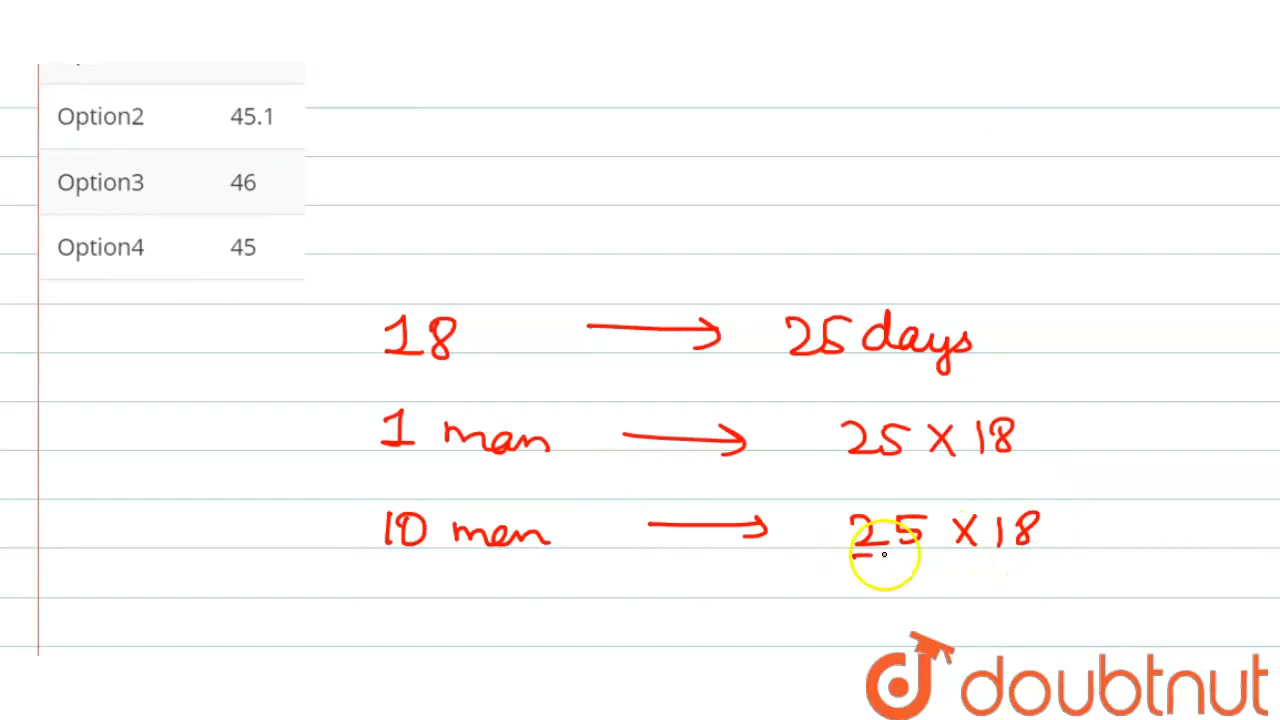 Option2 45.1
Option3 46
Option4 45
18 → 25 days
1 man → 25 × 18
10 men → 25 × 18
doubtnut